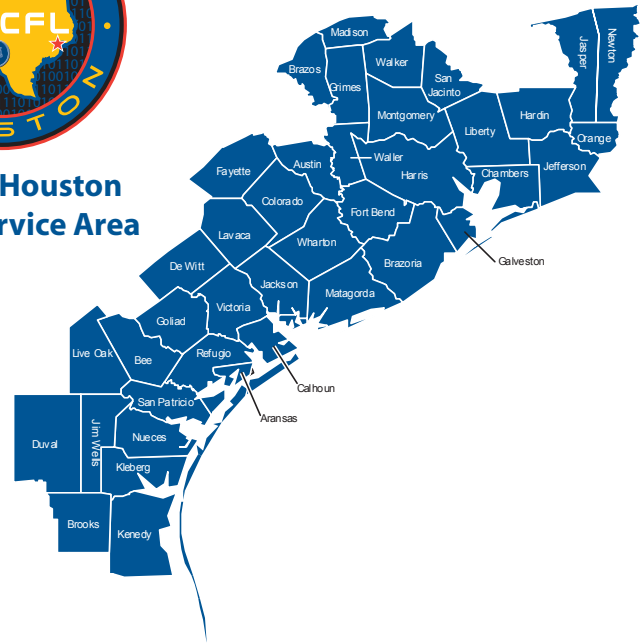 CFL
STON
Houston
rvice Area
Madison
Brazos
Grimes
Walker
San
Jacinto
Jasper
Newton
Montgomery
Liberty
Hardin
Orange
Waller
Harris
Chambers
Jefferson
Fayette
Austin
Colorado
Fort Bend
Lavaca
Wharton
Brazoria
Galveston
De Witt
Jackson
Matagorda
Victoria
Goliad
Live Oak
Bee
Refugio
Calhoun
San Patricio
Aransas
Duval
Jim Wells
Nueces
Kleberg
Brooks
Kenedy